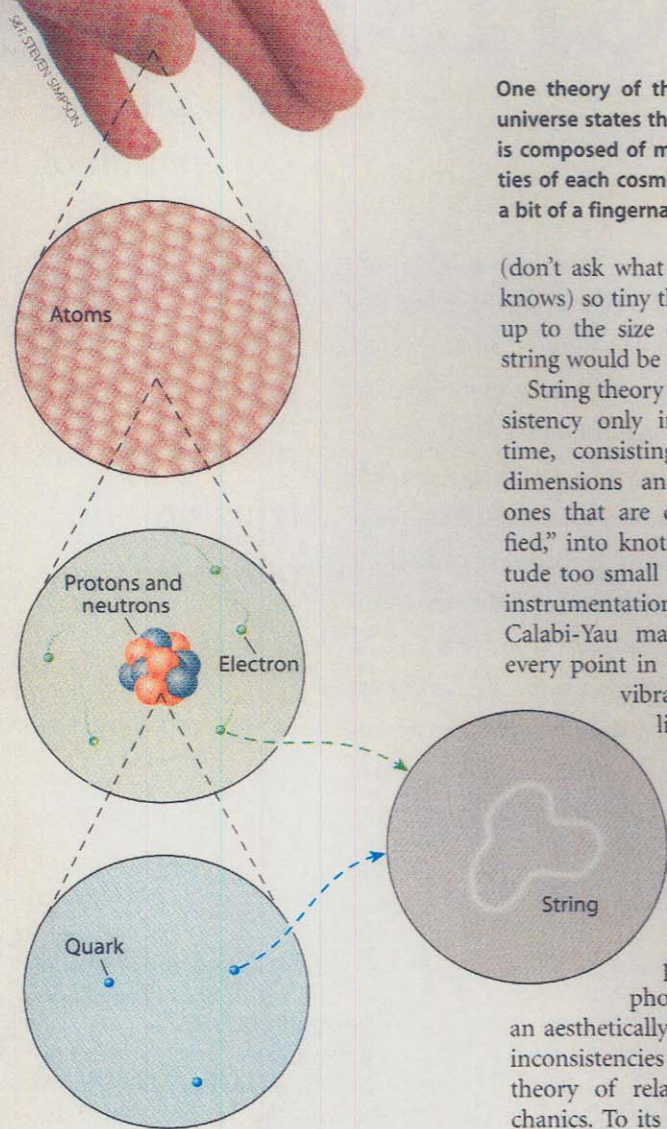 S&T: STEVEN SIMPSON
Atoms
Protons and
neutrons
Electron
Quark
String
One theory of th
universe states th
is composed of m
ties of each cosm
a bit of a fingerna
(don't ask what
knows) so tiny th
up to the size
string would be
String theory
sistency only i
time, consisting
dimensions an
ones that are c
fied,” into knot
tude too small
instrumentation
Calabi-Yau ma
every point in
vibra
li
pho
an aesthetically
inconsistencies
theory of rela
chanics. To its